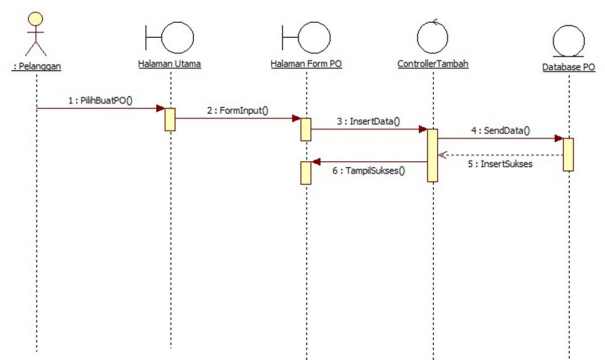 : Pelanggan
Halaman Utama
Halaman Form PO
ControllerTambah
Database PO
1 : PilihBuatPO()
2 : FormInput()
3 : InsertData()
4 : SendData()
5 : InsertSukses
6 : TampilSukses()